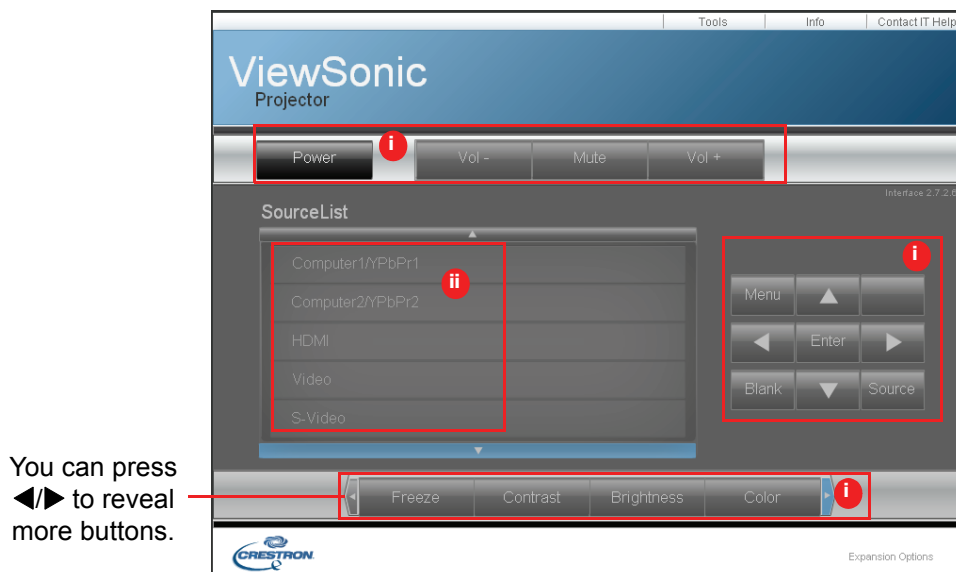 Tools Info Contact IT Help
ViewSonic
Projector
Power i Vol - Mute Vol +
Interface 2.7.2.6
SourceList
Computer1/YPbPr1
Computer2/YPbPr2
HDMI
Video
S-Video
ii
i
Menu
Enter
Blank Source
You can press
◀/▶ to reveal
more buttons.
Freeze Contrast Brightness Color i
CRESTRON
Expansion Options